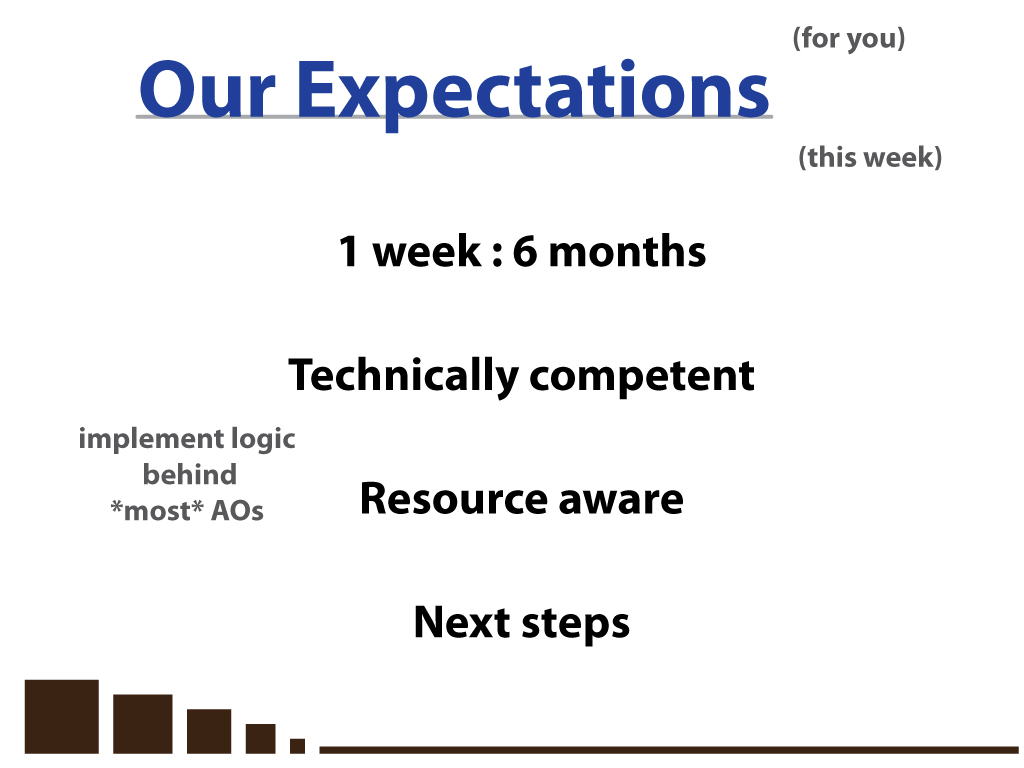 (for you)
Our Expectations
(this week)
1 week : 6 months
Technically competent
implement logic
behind
*most* AOs
Resource aware
Next steps